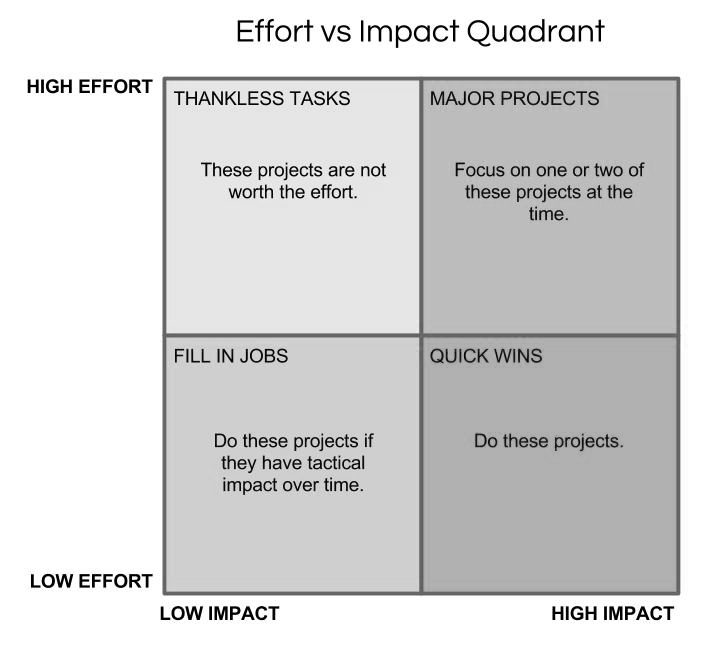 Effort vs Impact Quadrant
HIGH EFFORT
THANKLESS TASKS
These projects are not
worth the effort.
MAJOR PROJECTS
Focus on one or two of
these projects at the
time.
FILL IN JOBS
Do these projects if
they have tactical
impact over time.
QUICK WINS
Do these projects.
LOW EFFORT
LOW IMPACT
HIGH IMPACT